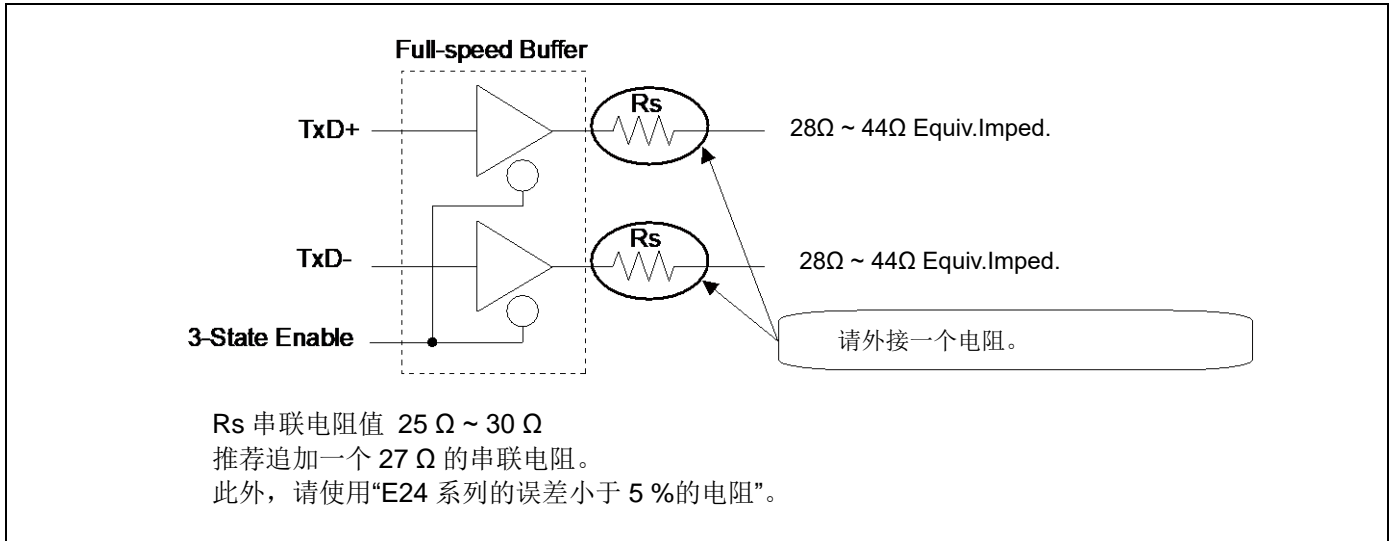 Full-speed Buffer
TxD+
Rs
28Ω ~ 44Ω Equiv.Imped.
TxD-
Rs
28Ω ~ 44Ω Equiv.Imped.
3-State Enable
请外接一个电阻。
Rs 串联电阻值 25 Ω ~ 30 Ω
推荐追加一个 27 Ω 的串联电阻。
此外，请使用“E24 系列的误差小于 5 %的电阻”。